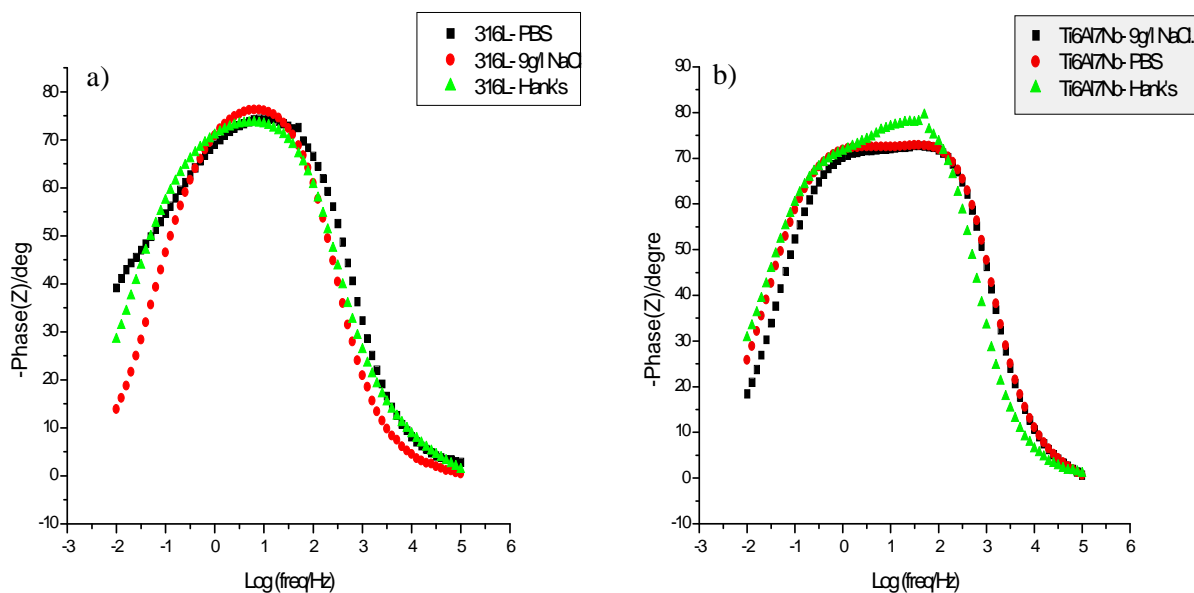 a)
316L- PBS
316L- 9g/l NaCl
316L- Hank's
-Phase(Z)/deg
80
70
60
50
40
30
20
10
0
-10
-3 -2 -1 0 1 2 3 4 5 6
Log (freq/Hz)
b)
Ti6Al7Nb- 9g/l NaCl.
Ti6Al7Nb- PBS
Ti6Al7Nb- Hank's
-Phase(Z)/degre
90
80
70
60
50
40
30
20
10
0
-10
-3 -2 -1 0 1 2 3 4 5 6
Log (freq/Hz)